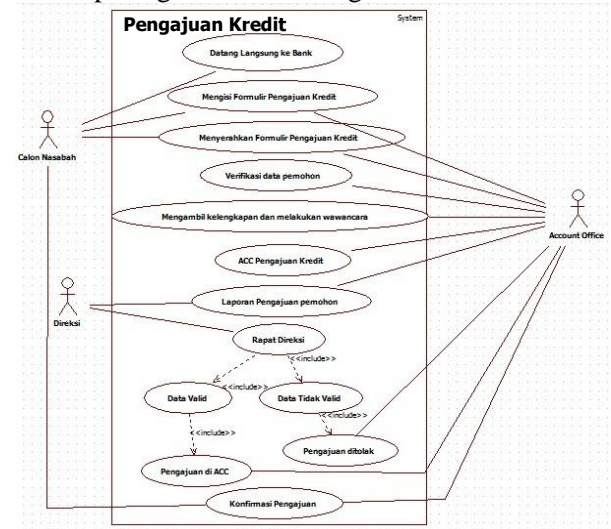 Pengajuan Kredit
System
Datang Langsung ke Bank
Mengisi Formulir Pengajuan Kredit
Menyerahkan Formulir Pengajuan Kredit
Calon Nasabah
Verifikasi data pemohon
Mengambil kelengkapan dan melakukan wawancara
Account Office
ACC Pengajuan Kredit
Laporan Pengajuan pemohon
Direksi
Rapat Direksi
<<include>>
<<include>>
Data Valid
Data Tidak Valid
<<include>>
<<include>>
Pengajuan ditolak
Pengajuan di ACC
Konfirmasi Pengajuan